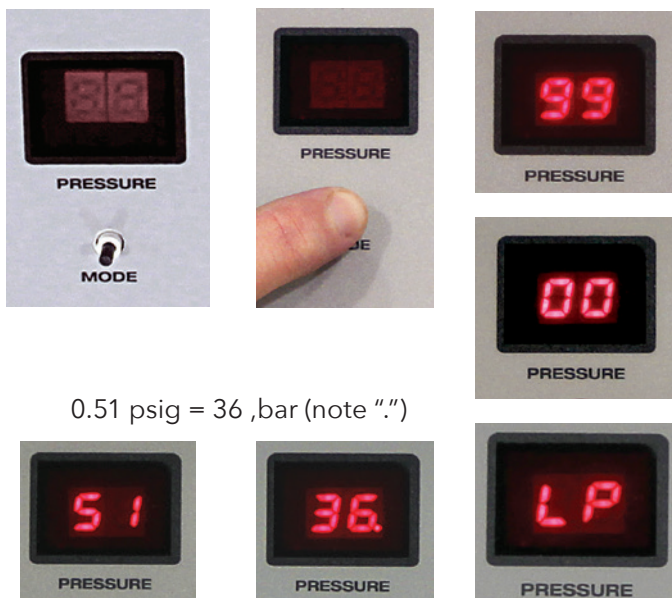 PRESSURE
MODE
PRESSURE
DE
99
PRESSURE
00
PRESSURE
0.51 psig = 36 ,bar (note “.”)
51
PRESSURE
36.
PRESSURE
LP
PRESSURE